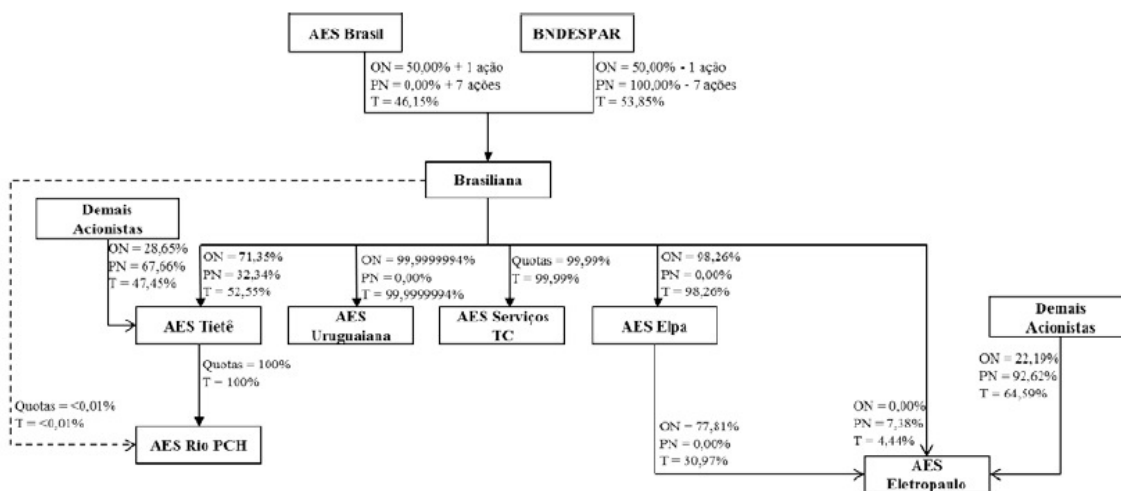 AES Brasil
BNDESPAR
ON = 50,00% + 1 ação
PN = 0,00% + 7 ações
T = 46,15%
ON = 50,00% - 1 ação
PN = 100,00% - 7 ações
T = 53,85%
Brasiliana
Demais
Acionistas
ON = 28,65%
PN = 67,66%
T = 47,45%
ON = 71,35%
PN = 32,34%
T = 52,55%
ON = 99,9999994%
PN = 0,00%
T = 99,9999994%
Quotas = 99,99%
T = 99,99%
ON = 98,26%
PN = 0,00%
T = 98,26%
AES Tietê
AES
Uruguaiana
AES Serviços
TC
AES Elpa
Demais
Acionistas
Quotas = 100%
T = 100%
ON = 22,19%
PN = 92,62%
T = 64,59%
Quotas = <0,01%
T = <0,01%
AES Rio PCH
ON = 77,81%
PN = 0,00%
T = 30,97%
ON = 0,00%
PN = 7,38%
T = 4,44%
AES
Eletropaulo